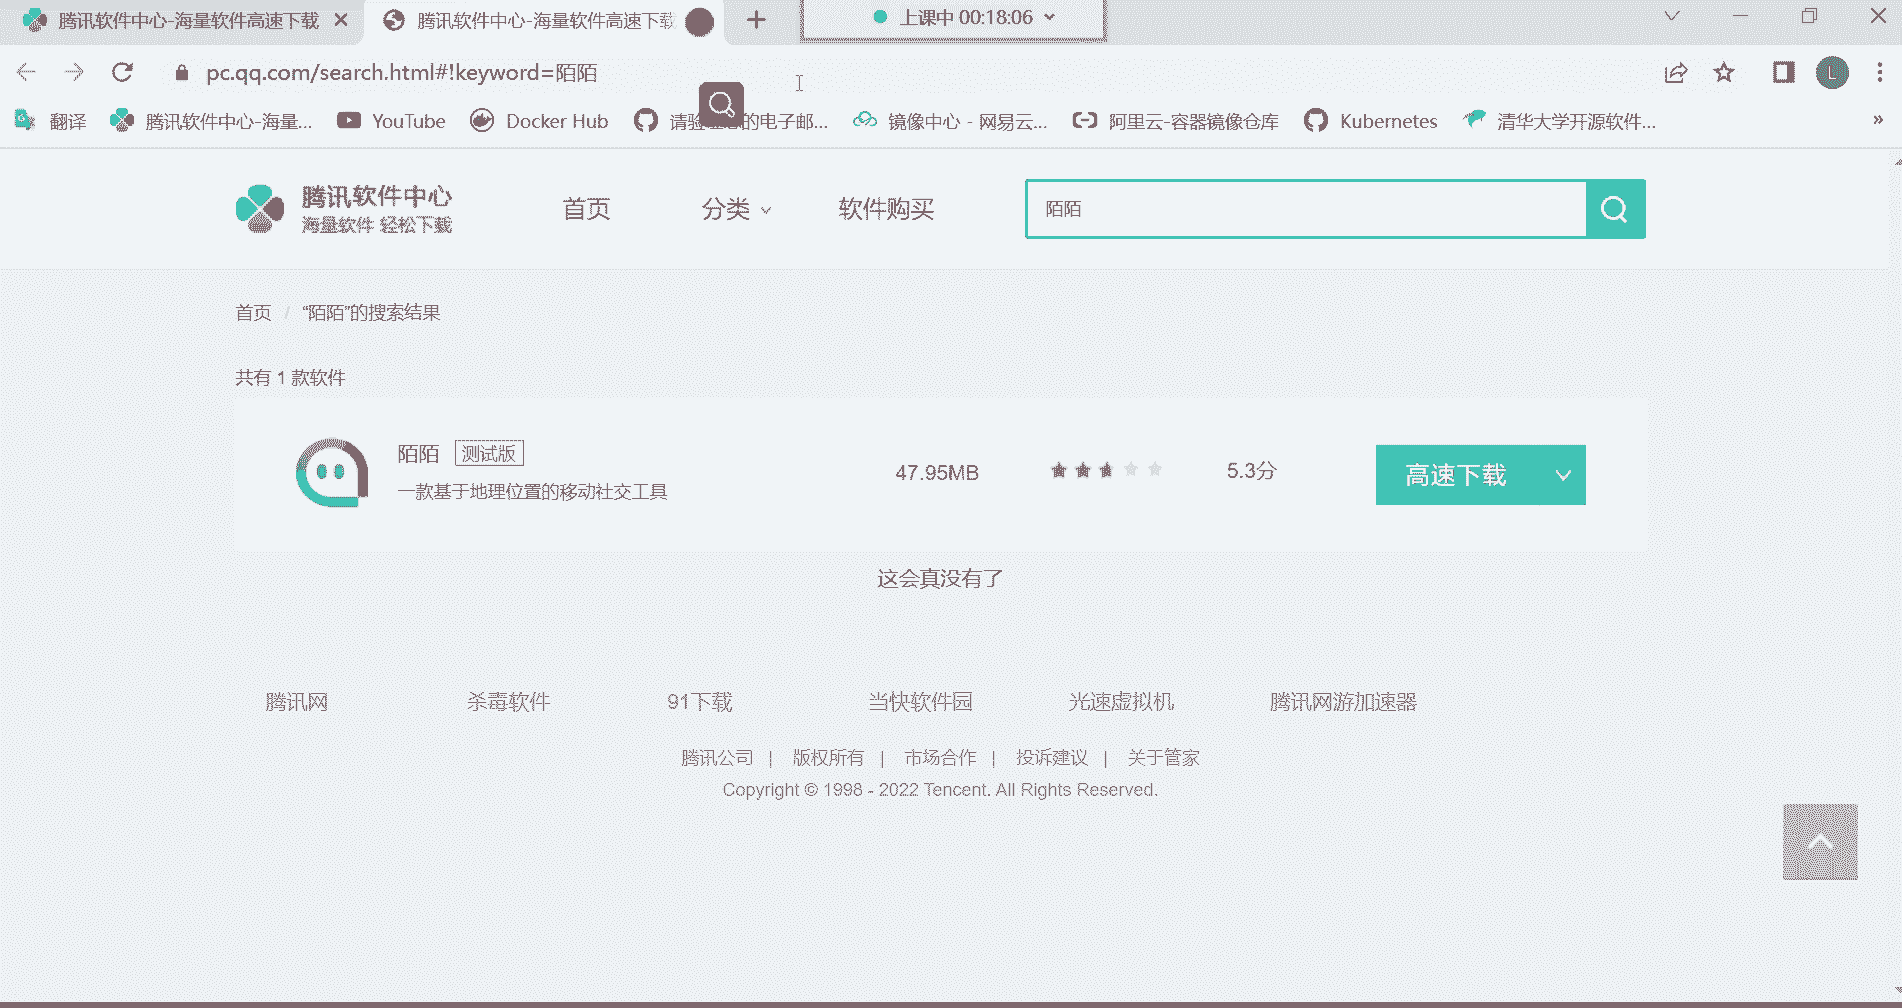 腾讯软件中心-海量软件高速下载 腾讯软件中心-海量软件高速下载 上课中 00:18:06
pc.qq.com/search.html#!keyword=陌陌 L
翻译 腾讯软件中心-海量... YouTube Docker Hub 请验 的电子邮... 镜像中心 - 网易云... 阿里云-容器镜像仓库 Kubernetes 清华大学开源软件... »
腾讯软件中心
海量软件 轻松下载
首页 分类 软件购买 陌陌
首页 / “陌陌”的搜索结果
共有 1 款软件
陌陌 测试版
一款基于地理位置的移动社交工具
47.95MB 5.3分 高速下载
这会真没有了
腾讯网 杀毒软件 91下载 当快软件园 光速虚拟机 腾讯网游加速器
腾讯公司 | 版权所有 | 市场合作 | 投诉建议 | 关于管家
Copyright © 1998 - 2022 Tencent. All Rights Reserved.